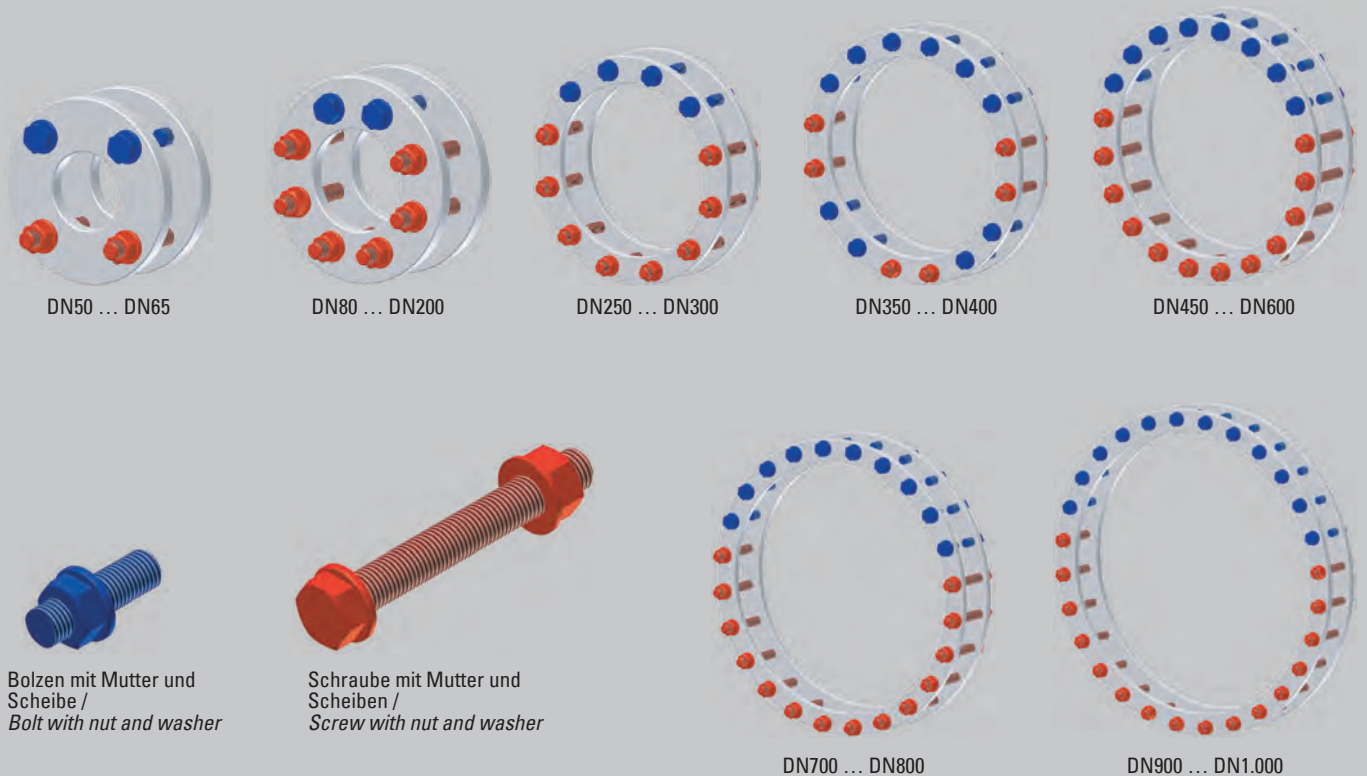 DN50 … DN65
DN80 … DN200
DN250 … DN300
DN350 … DN400
DN450 … DN600
Bolzen mit Mutter und
Scheibe /
Bolt with nut and washer
Schraube mit Mutter und
Scheiben /
Screw with nut and washer
DN700 … DN800
DN900 … DN1.000